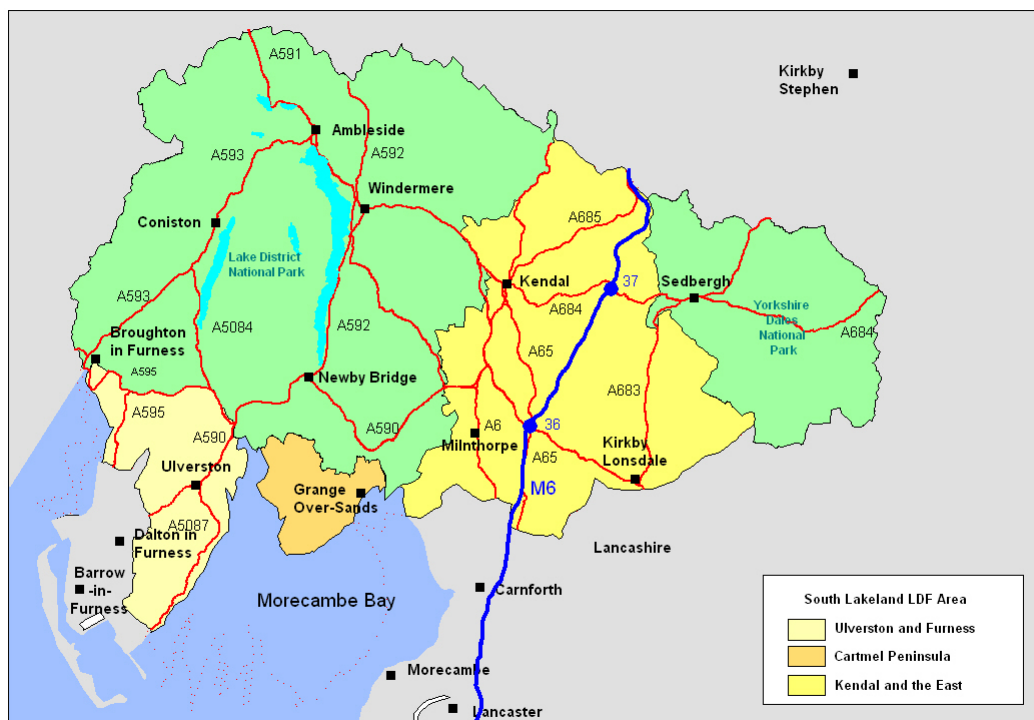 A591
Kirkby
Stephen
Ambleside
A593
A592
Windermere
Coniston
A685
Lake District
National Park
Kendal
37
Sedbergh
A593
A684
Yorkshire
Dales
National
Park
A684
A5084
A592
Broughton
in Furness
A65
A595
Newby Bridge
A683
A595
A590
A590
A6
36
Milnthorpe
Kirkby
Lonsdale
A65
Ulverston
M6
Grange
Over-Sands
A5087
Dalton in
Furness
Lancashire
Barrow
-in-
Furness
Carnforth
Morecambe Bay
South Lakeland LDF Area
Ulverston and Furness
Cartmel Peninsula
Kendal and the East
Morecambe
Lancaster